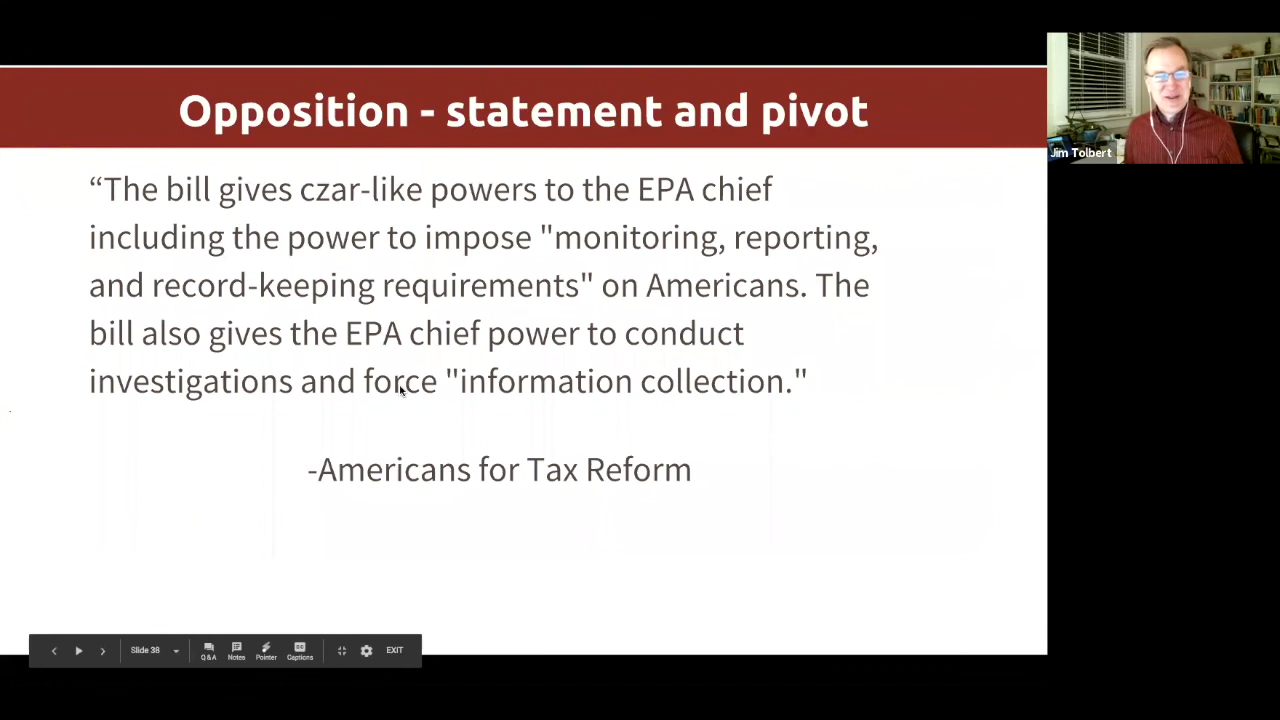 Opposition - statement and pivot
“The bill gives czar-like powers to the EPA chief
including the power to impose "monitoring, reporting,
and record-keeping requirements" on Americans. The
bill also gives the EPA chief power to conduct
investigations and force "information collection."
-Americans for Tax Reform
Jim Tolbert
Slide 38
Q&A
Notes
Pointer
Captions
EXIT